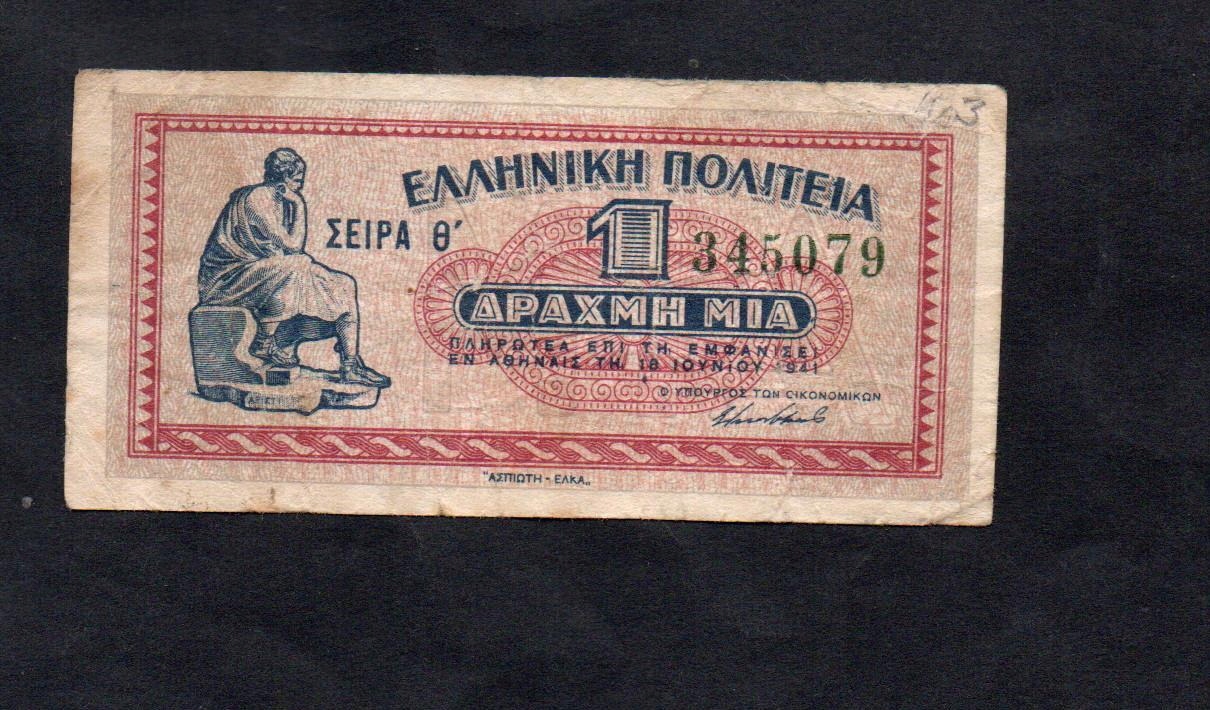 ΕΛΛΗΝΙΚΗ ΠΟΛΙΤΕΙΑ
ΣΕΙΡΑ Θ΄ 1 345079
ΔΡΑΧΜΗ ΜΙΑ
ΠΛΗΡΩΤΕΑ ΕΠΙ ΤΗ ΕΜΦΑΝΙΣΕΙ
ΕΝ ΑΘΗΝΑΙΣ ΤΗ 18 ΙΟΥΝΙΟΥ 1941
Ο ΥΠΟΥΡΓΟΣ ΤΩΝ ΟΙΚΟΝΟΜΙΚΩΝ
"ΑΣΠΙΩΤΗ - ΕΛΚΑ„